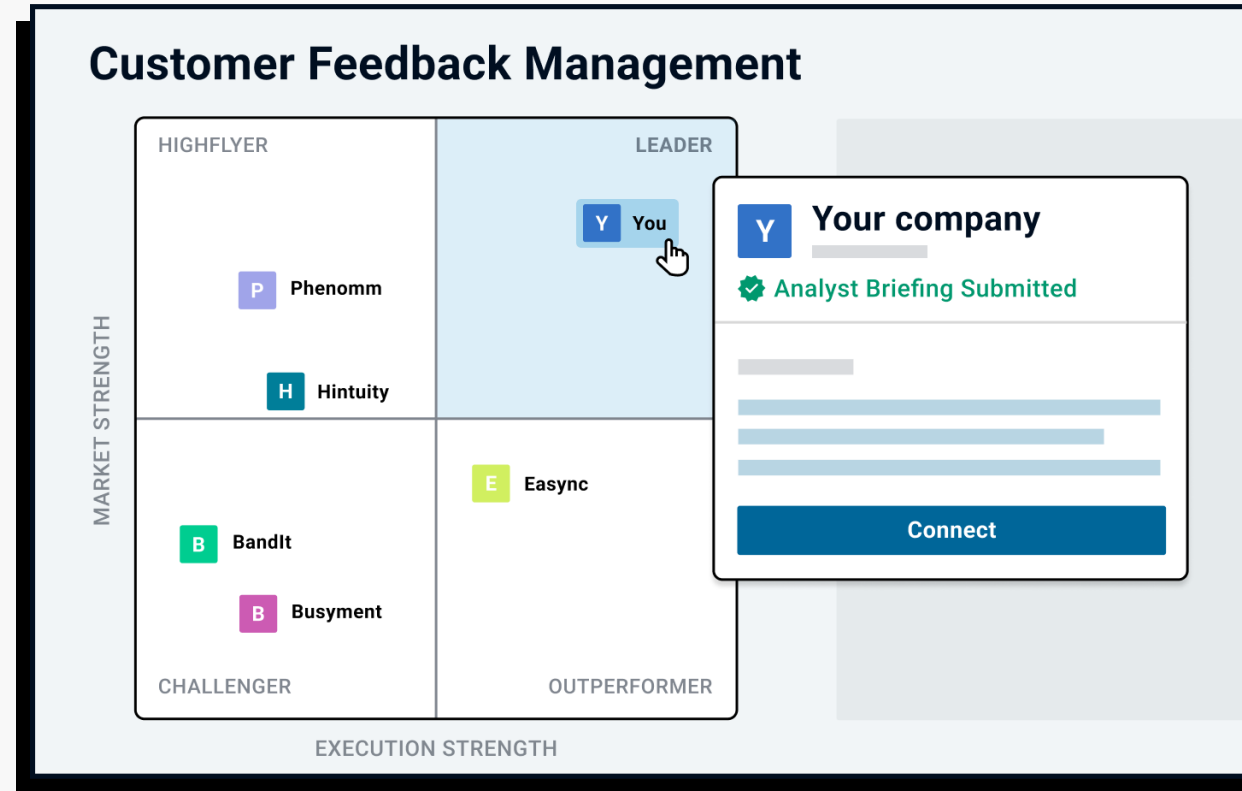 Customer Feedback Management
HIGHFLYER
LEADER
Y You
P Phenomm
H Hintuity
MARKET STRENGTH
E Easync
B BandIt
B Busyment
CHALLENGER
OUTPERFORMER
EXECUTION STRENGTH
Y Your company
Analyst Briefing Submitted
Connect